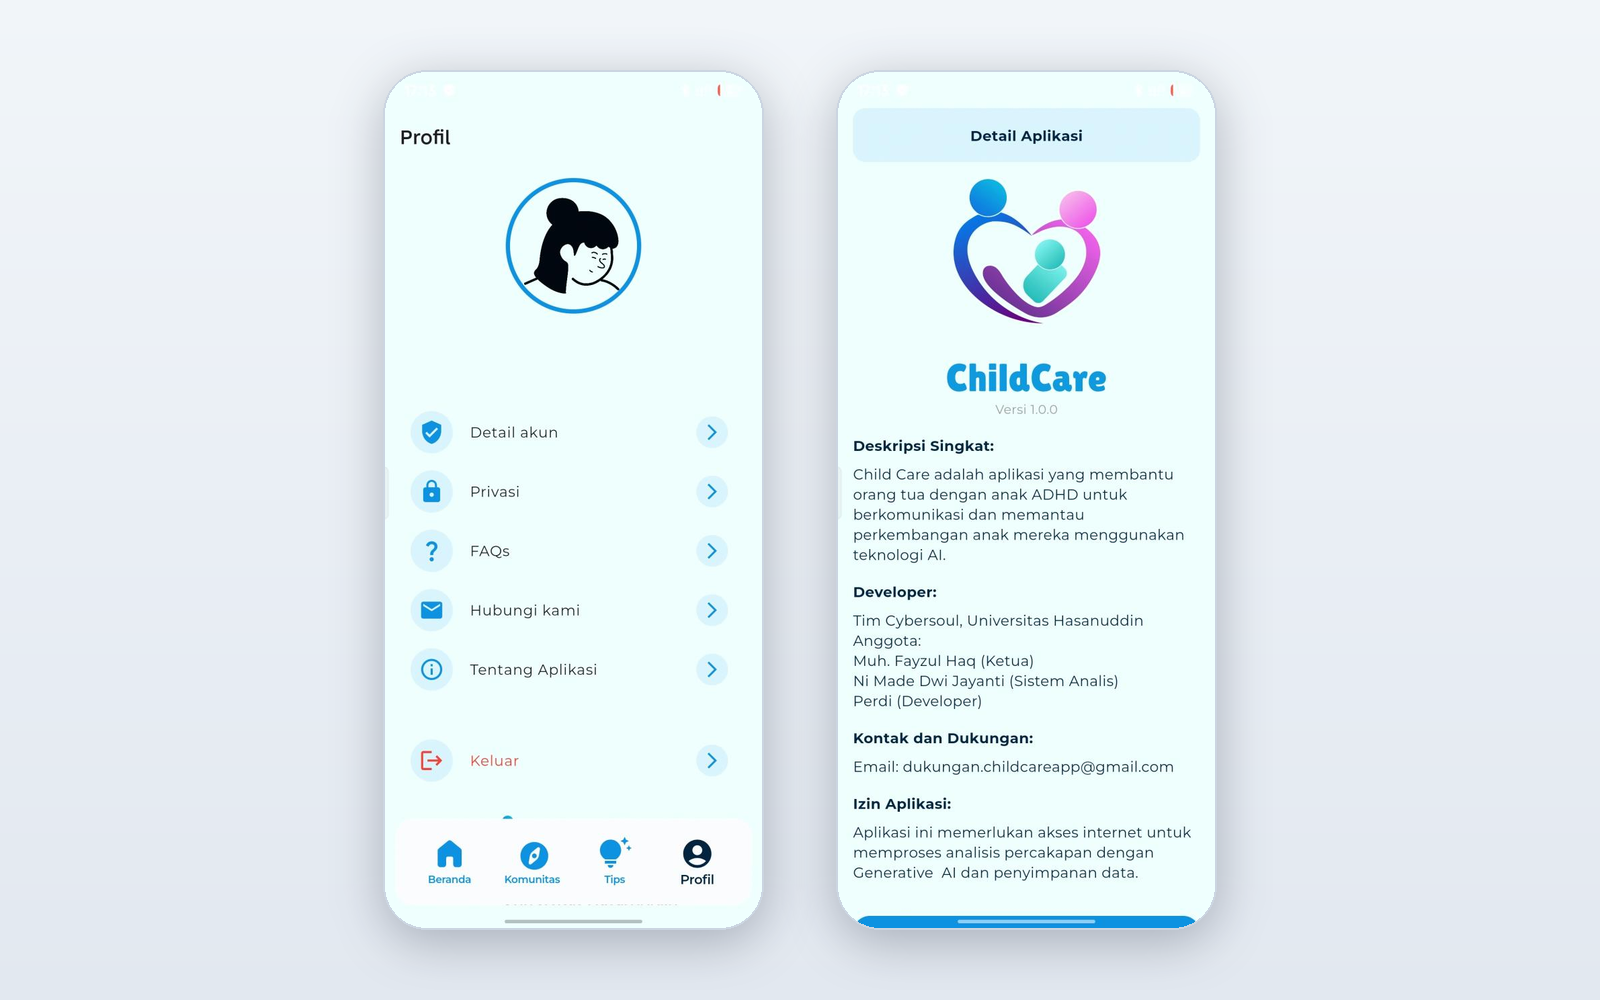 Profil
Detail akun
Privasi
FAQs
Hubungi kami
Tentang Aplikasi
Keluar
Beranda
Komunitas
Tips
Profil
Detail Aplikasi
ChildCare
Versi 1.0.0
Deskripsi Singkat:
Child Care adalah aplikasi yang membantu
orang tua dengan anak ADHD untuk
berkomunikasi dan memantau
perkembangan anak mereka menggunakan
teknologi AI.
Developer:
Tim Cybersoul, Universitas Hasanuddin
Anggota:
Muh. Fayzul Haq (Ketua)
Ni Made Dwi Jayanti (Sistem Analis)
Perdi (Developer)
Kontak dan Dukungan:
Email: dukungan.childcareapp@gmail.com
Izin Aplikasi:
Aplikasi ini memerlukan akses internet untuk
memproses analisis percakapan dengan
Generative  AI dan penyimpanan data.